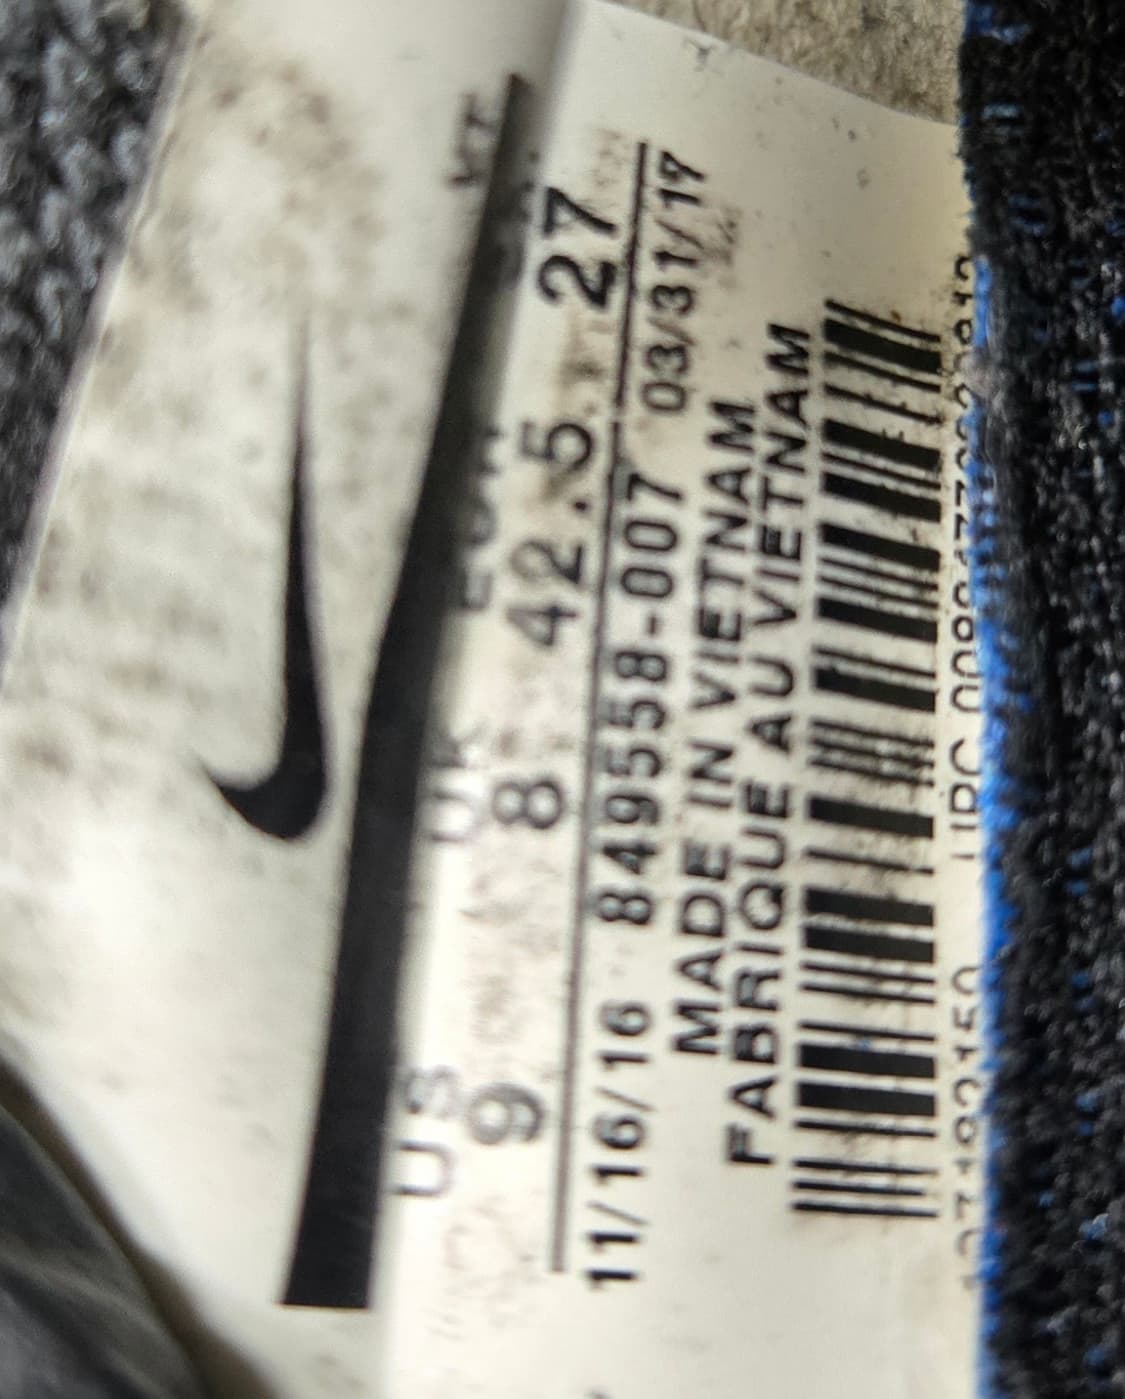 US UK EUR
9 8 42.5 27
11/16/16 849558-007 03/31/17
MADE IN VIETNAM
FABRIQUE AU VIETNAM
UPC